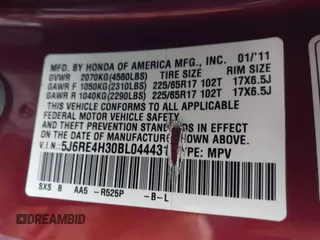 MFD. BY HONDA OF AMERICA MFG., INC. 01/'11
GVWR 2070KG(4560LBS) TIRE SIZE RIM SIZE
GAWR F 1050KG(2310LBS) 225/65R17 102T 17X6.5J
GAWR R 1040KG(2290LBS) 225/65R17 102T 17X6.5J
THIS VEHICLE CONFORMS TO ALL APPLICABLE
FEDERAL MOTOR VEHICLE SAFETY AND
THEFT PREVENTION STANDARDS IN EFFECT ON
THE DATE OF MANUFACTURE SHOWN ABOVE.
V.I.N.: 5J6RE4H30BL044431 TYPE: MPV
SXS B AA5 -R525P -B-L
DREAMBID